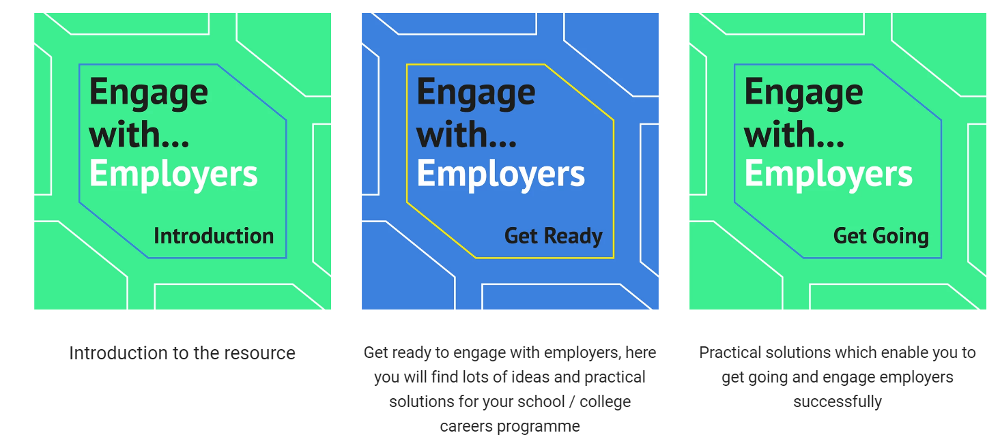 Engage
with...
Employers
Introduction
Engage
with...
Employers
Get Ready
Engage
with...
Employers
Get Going
Introduction to the resource
Get ready to engage with employers, here
you will find lots of ideas and practical
solutions for your school / college
careers programme
Practical solutions which enable you to
get going and engage employers
successfully